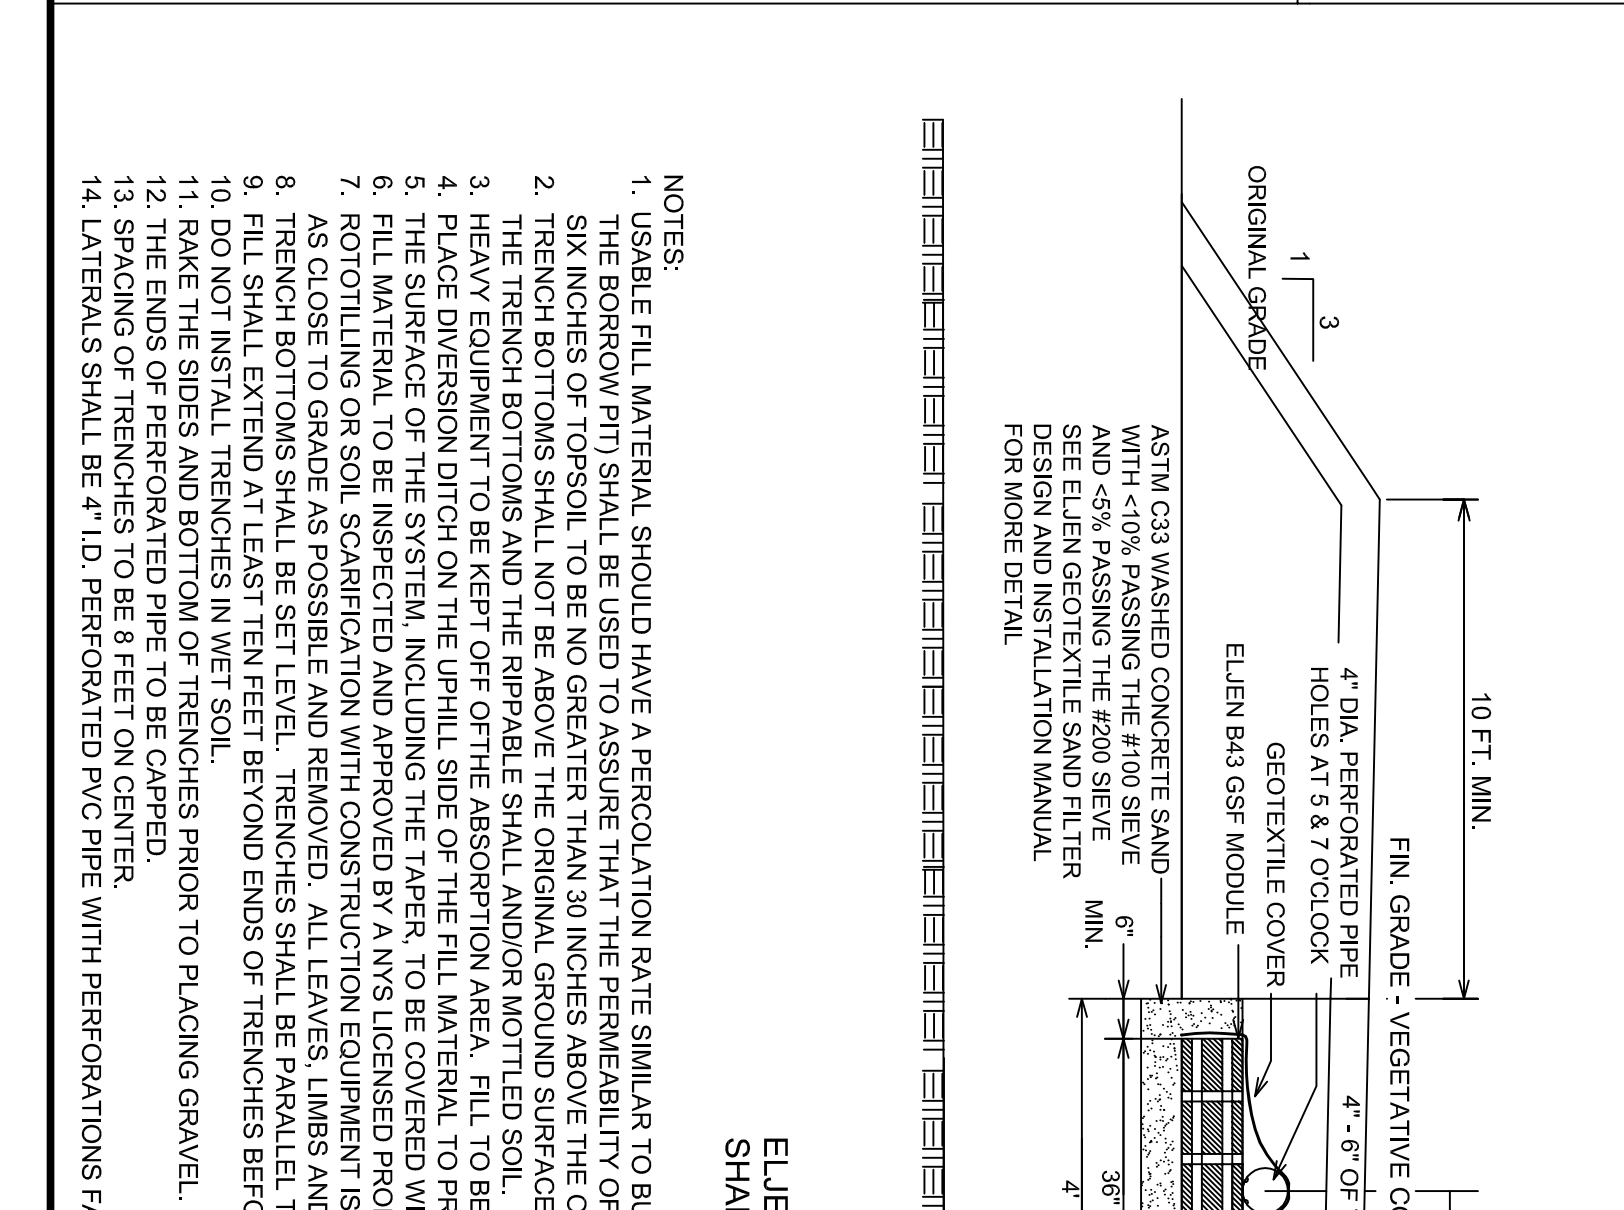 10 FT. MIN.
FIN. GRADE - VEGETATIVE
4" - 6" OF
4" DIA. PERFORATED PIPE
HOLES AT 5 & 7 O'CLOCK
3
1
GEOTEXTILE COVER
ORIGINAL GRADE
ELJEN B43 GSF MODULE
ASTM C33 WASHED CONCRETE SAND
WITH <10% PASSING THE #100 SIEVE
AND <5% PASSING THE #200 SIEVE
SEE ELJEN GEOTEXTILE SAND FILTER
DESIGN AND INSTALLATION MANUAL
FOR MORE DETAIL
6"
MIN.
36"
4'
ELJE
SHA
NOTES:
1. USABLE FILL MATERIAL SHOULD HAVE A PERCOLATION RATE SIMILAR TO BU
THE BORROW PIT) SHALL BE USED TO ASSURE THAT THE PERMEABILITY OF
SIX INCHES OF TOPSOIL TO BE NO GREATER THAN 30 INCHES ABOVE THE
2. TRENCH BOTTOMS SHALL NOT BE ABOVE THE ORIGINAL GROUND SURFACE
THE TRENCH BOTTOMS AND THE RIPPABLE SHALL AND/OR MOTTLED SOIL.
3. HEAVY EQUIPMENT TO BE KEPT OFF OFTHE ABSORPTION AREA. FILL TO BE
4. PLACE DIVERSION DITCH ON THE UPHILL SIDE OF THE FILL MATERIAL TO PR
5. THE SURFACE OF THE SYSTEM, INCLUDING THE TAPER, TO BE COVERED WI
6. FILL MATERIAL TO BE INSPECTED AND APPROVED BY A NYS LICENSED PRO
7. ROTOTILLING OR SOIL SCARIFICATION WITH CONSTRUCTION EQUIPMENT IS
AS CLOSE TO GRADE AS POSSIBLE AND REMOVED. ALL LEAVES, LIMBS AND
8. TRENCH BOTTOMS SHALL BE SET LEVEL. TRENCHES SHALL BE PARALLEL T
9. FILL SHALL EXTEND AT LEAST TEN FEET BEYOND ENDS OF TRENCHES BEFO
10. DO NOT INSTALL TRENCHES IN WET SOIL.
11. RAKE THE SIDES AND BOTTOM OF TRENCHES PRIOR TO PLACING GRAVEL.
12. THE ENDS OF PERFORATED PIPE TO BE CAPPED.
13. SPACING OF TRENCHES TO BE 8 FEET ON CENTER.
14. LATERALS SHALL BE 4" I.D. PERFORATED PVC PIPE WITH PERFORATIONS FA